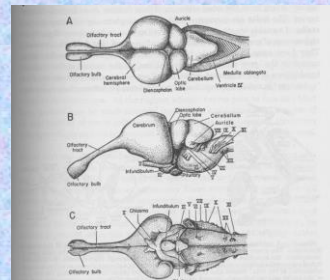 A
Auricle
Olfactory tract
Olfactory bulb
Cerebral
hemisphere
Diencephalon
Optic
lobe
Cerebellum
Medulla oblongata
Ventricle IV
B
Diencephalon
Optic lobe
Cerebrum
Cerebellum
Auricle
Olfactory
tract
Olfactory bulb
Infundibulum
Pituitary
C
Chiasma
Infundibulum
Olfactory tract
Olfactory bulb